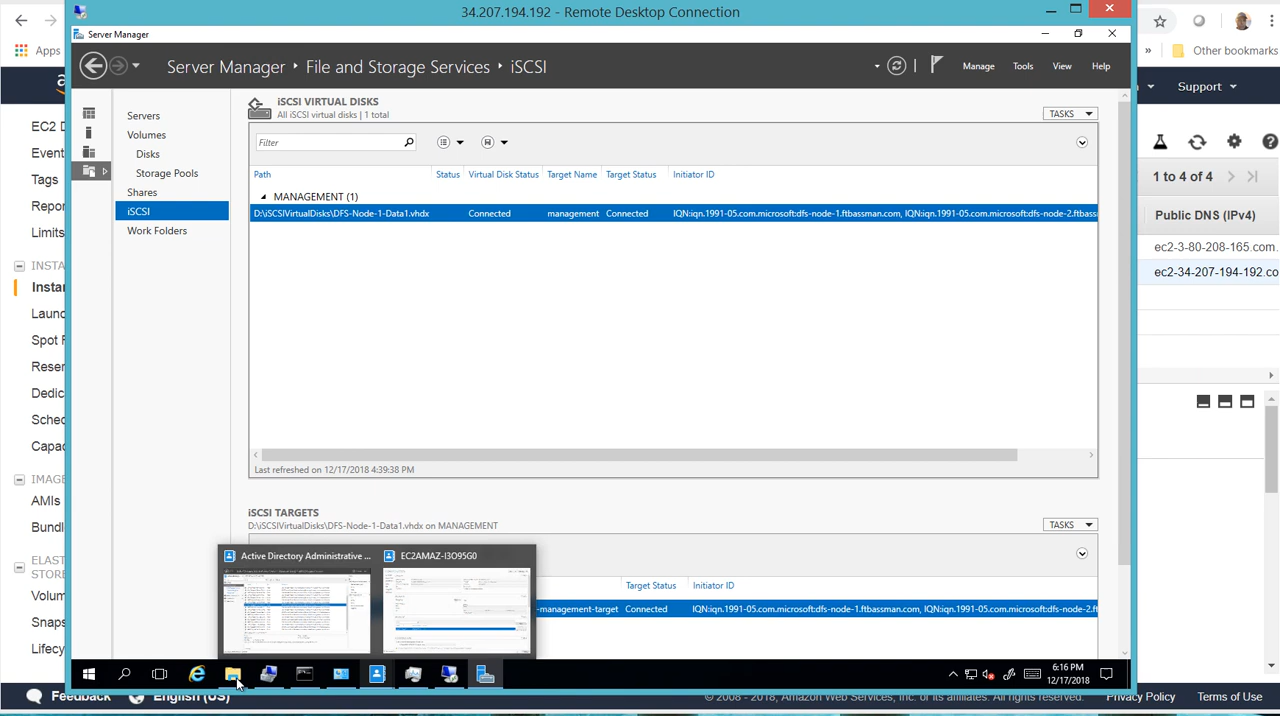 34.207.194.192 - Remote Desktop Connection
Server Manager
Apps
Other bookmarks
Server Manager • File and Storage Services • iSCSI
Manage Tools View Help
Support
EC2 D
Event
Tags
Repor
Limits
INSTA
Instan
Launc
Spot F
Reser
Dedic
Sched
Capac
IMAG
AMIs
Bundl
ELAST
STORE
Volum
Snaps
Lifecy
Servers
Volumes
Disks
Storage Pools
Shares
iSCSI
Work Folders
iSCSI VIRTUAL DISKS
All iSCSI virtual disks | 1 total
TASKS
Filter
Path Status Virtual Disk Status Target Name Target Status Initiator ID
MANAGEMENT (1)
D:\iSCSIVirtualDisks\DFS-Node-1-Data1.vhdx Connected management Connected IQN:iqn.1991-05.com.microsoft:dfs-node-1.ftbassman.com, IQN:iqn.1991-05.com.microsoft:dfs-node-2.ftbassm
Last refreshed on 12/17/2018 4:39:38 PM
iSCSI TARGETS
D:\iSCSIVirtualDisks\DFS-Node-1-Data1.vhdx on MANAGEMENT
TASKS
Target Status Initiator ID
-management-target Connected IQN:iqn.1991-05.com.microsoft:dfs-node-1.ftbassman.com, IQN:iqn.1991-05.com.microsoft:dfs-node-2.ftb
Active Directory Administrative ...
EC2AMAZ-I3O95G0
1 to 4 of 4
Public DNS (IPv4)
ec2-3-80-208-165.com.
ec2-34-207-194-192.co
6:16 PM
12/17/2018
Feedback
English (US)
© 2008 - 2018, Amazon Web Services, Inc. or its affiliates. All rights reserved.
Privacy Policy
Terms of Use